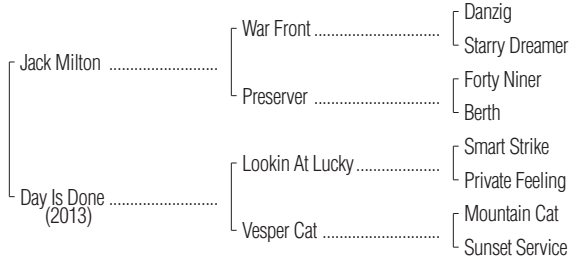 Danzig
War Front
Starry Dreamer
Jack Milton
Forty Niner
Preserver
Berth
Smart Strike
Lookin At Lucky
Private Feeling
Day Is Done
(2013)
Mountain Cat
Vesper Cat
Sunset Service